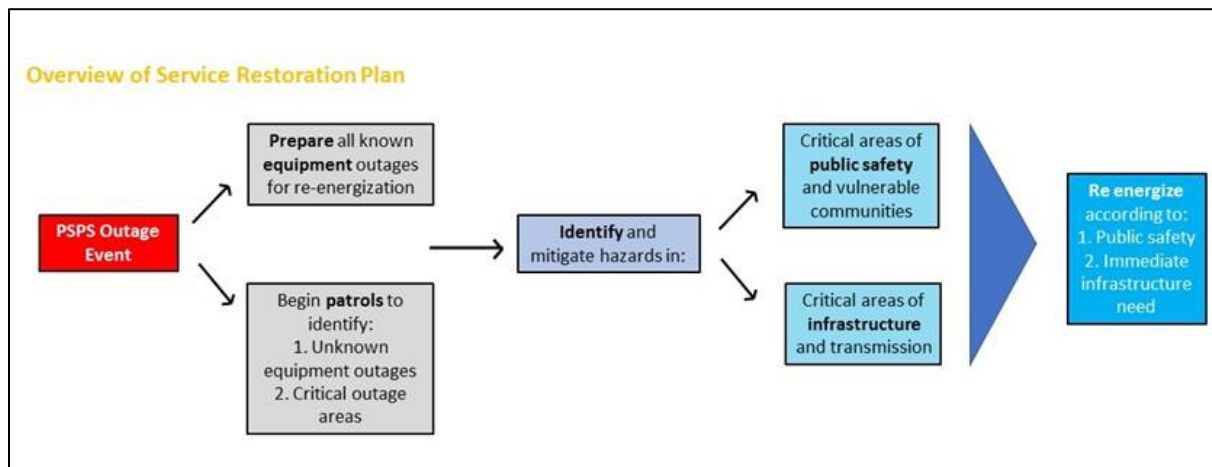 Overview of Service Restoration Plan
PSPS Outage
Event
Prepare all known
equipment outages
for re-energization
Begin patrols to
identify:
1. Unknown
equipment outages
2. Critical outage
areas
Identify and
mitigate hazards in:
Critical areas of
public safety
and vulnerable
communities
Critical areas of
infrastructure
and transmission
Re energize
according to:
1. Public safety
2. Immediate
infrastructure
need